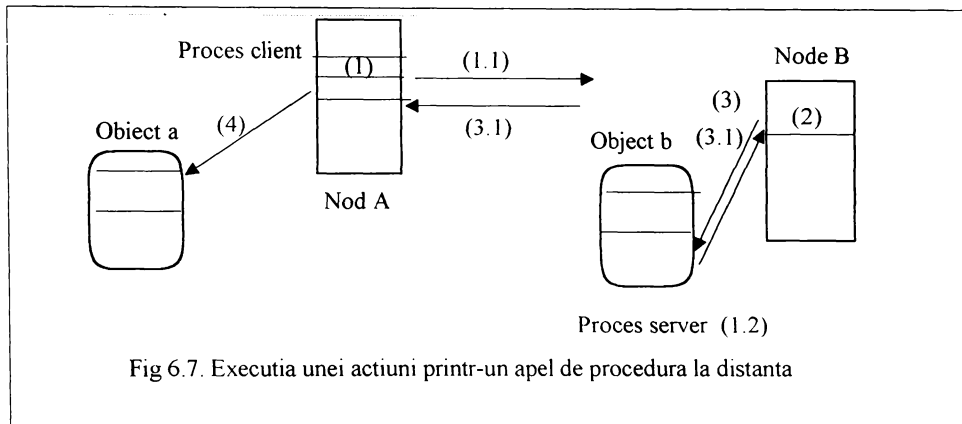 Proces client
(1)
(1.1)
Node B
(4)
(3)
(2)
Obiect a
(3.1)
Object b
(3.1)
Nod A
Proces server (1.2)
Fig 6.7. Executia unei actiuni printr-un apel de procedura la distanta